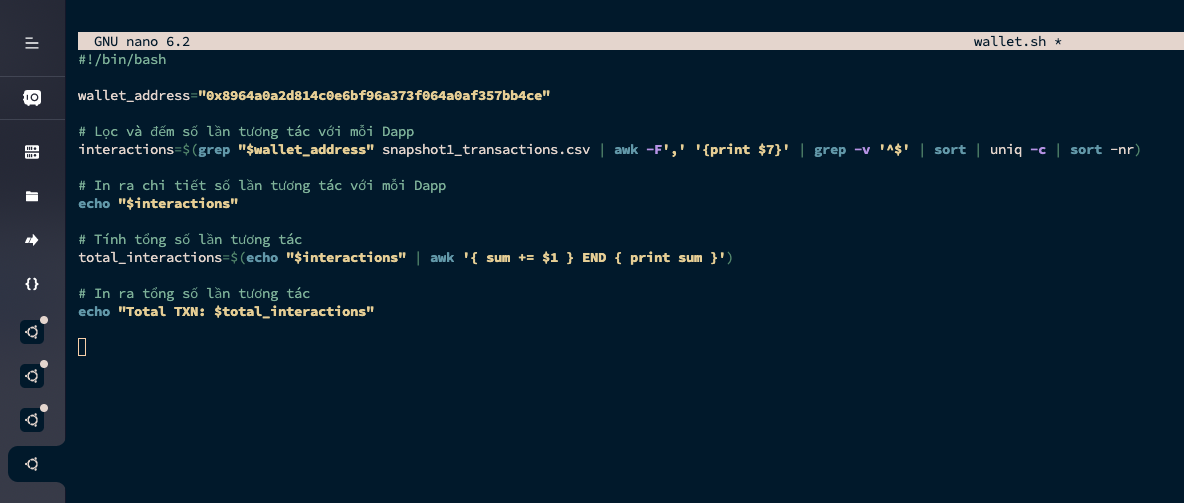 GNU nano 6.2 wallet.sh *
#!/bin/bash
wallet_address="0x8964a0a2d814c0e6bf96a373f064a0af357bb4ce"
# Lọc và đếm số lần tương tác với mỗi Dapp
interactions=$(grep "$wallet_address" snapshot1_transactions.csv | awk -F',' '{print $7}' | grep -v '^$' | sort | uniq -c | sort -nr)
# In ra chi tiết số lần tương tác với mỗi Dapp
echo "$interactions"
# Tính tổng số lần tương tác
total_interactions=$(echo "$interactions" | awk '{ sum += $1 } END { print sum }')
# In ra tổng số lần tương tác
echo "Total TXN: $total_interactions"